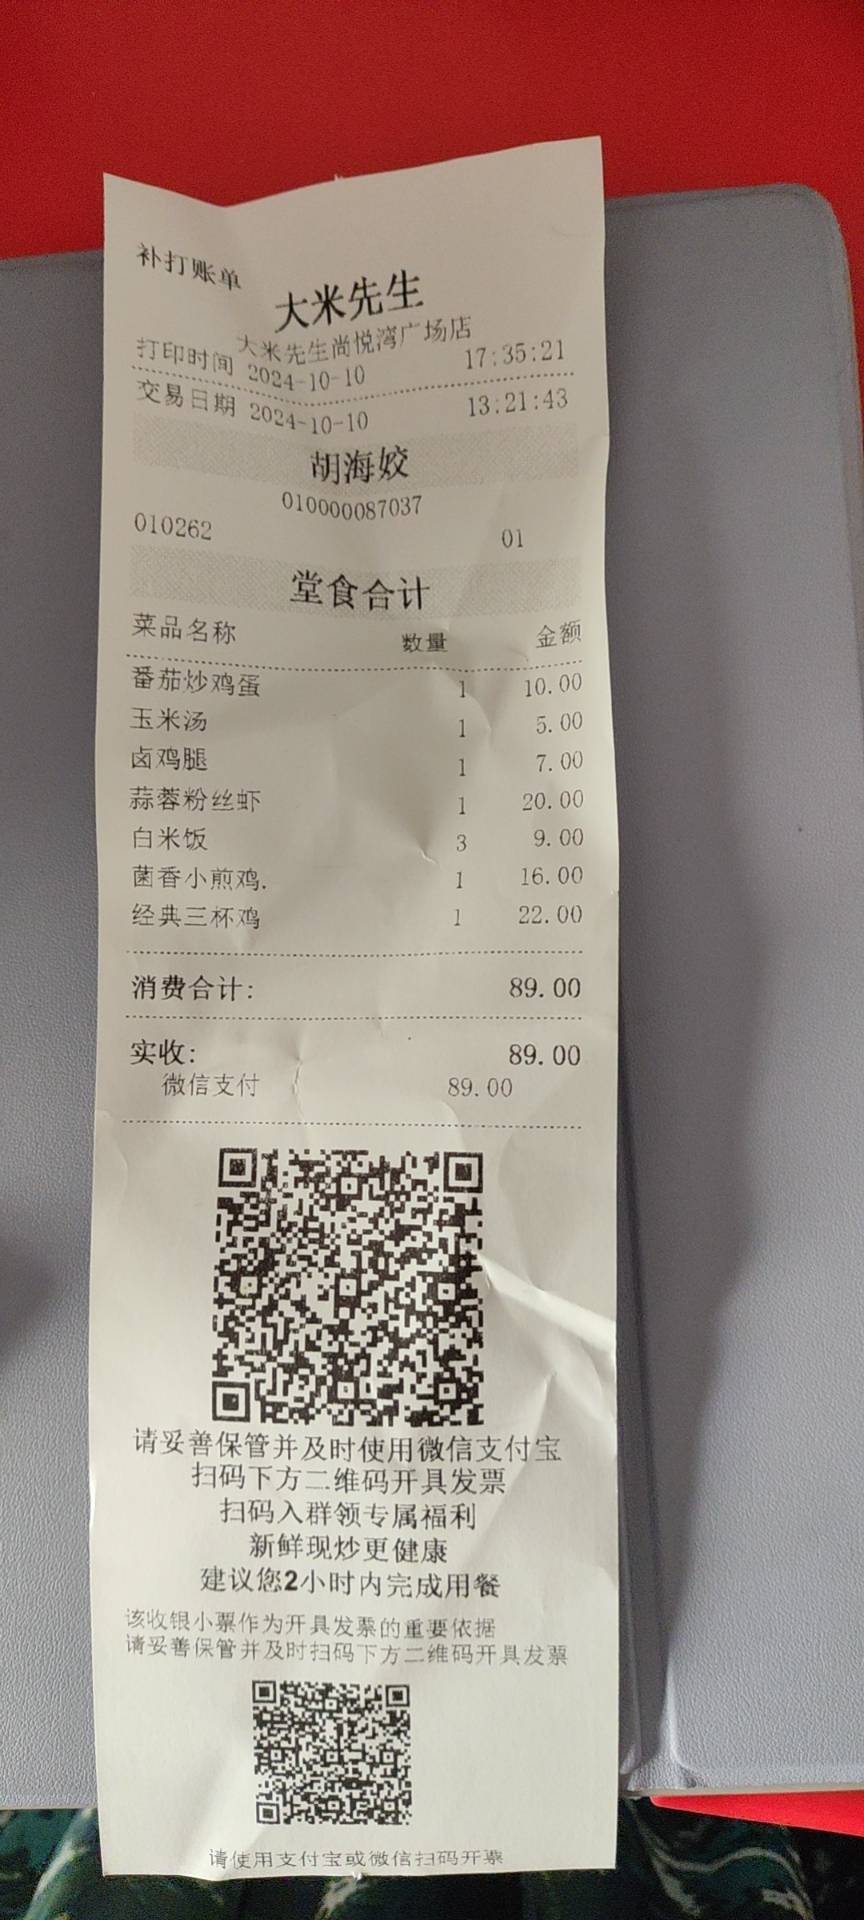 补打账单
大米先生
大米先生尚悦湾广场店
打印时间 2024-10-10 17:35:21
交易日期 2024-10-10 13:21:43
胡海姣
010000087037
010262 01
堂食合计
菜品名称 数量 金额
番茄炒鸡蛋 1 10.00
玉米汤 1 5.00
卤鸡腿 1 7.00
蒜蓉粉丝虾 1 20.00
白米饭 3 9.00
菌香小煎鸡. 1 16.00
经典三杯鸡 1 22.00
消费合计: 89.00
实收: 89.00
微信支付 89.00
请妥善保管并及时使用微信支付宝
扫码下方二维码开具发票
扫码入群领专属福利
新鲜现炒更健康
建议您2小时内完成用餐
该收银小票作为开具发票的重要依据
请妥善保管并及时扫码下方二维码开具发票
请使用支付宝或微信扫码开票